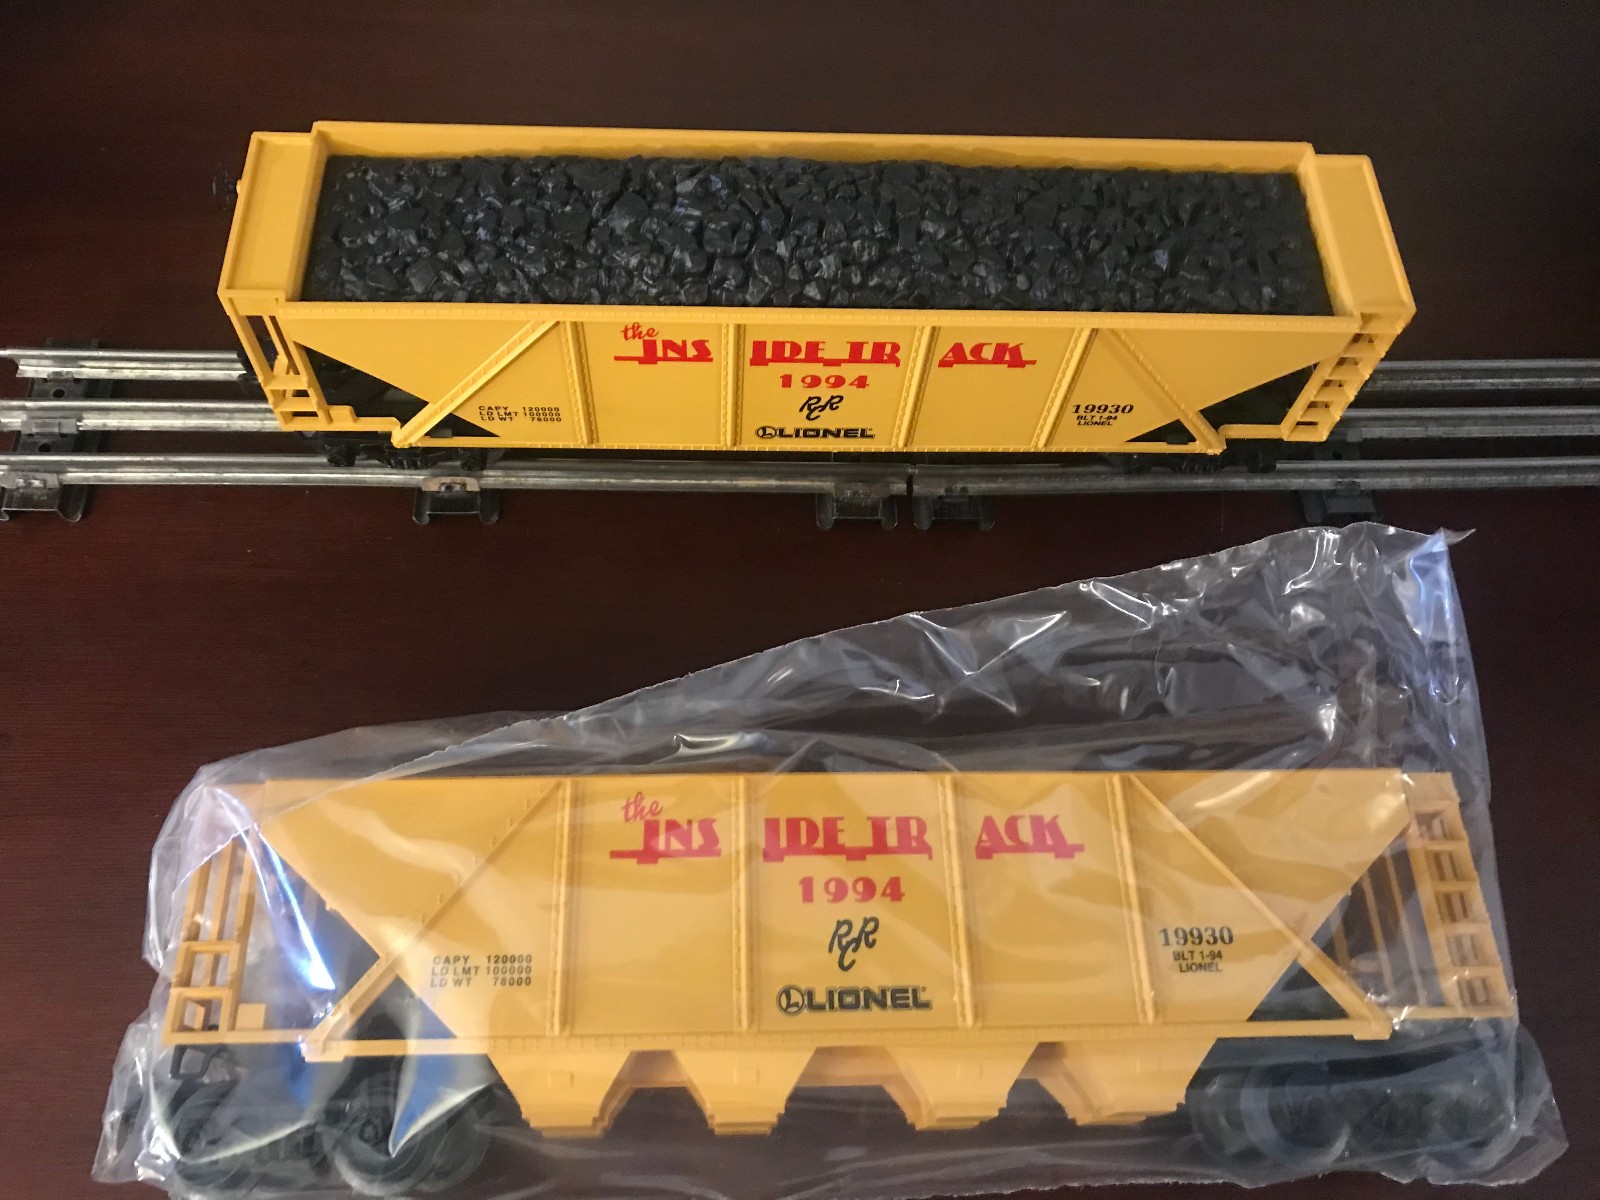 the
INSIDE TRACK
1994
RCR
LIONEL
CAPY 120000
LD LMT 100000
LD WT 78000
19930
BLT 1-94
LIONEL
the
INSIDE TRACK
1994
RCR
LIONEL
CAPY 120000
LD LMT 100000
LD WT 78000
19930
BLT 1-94
LIONEL